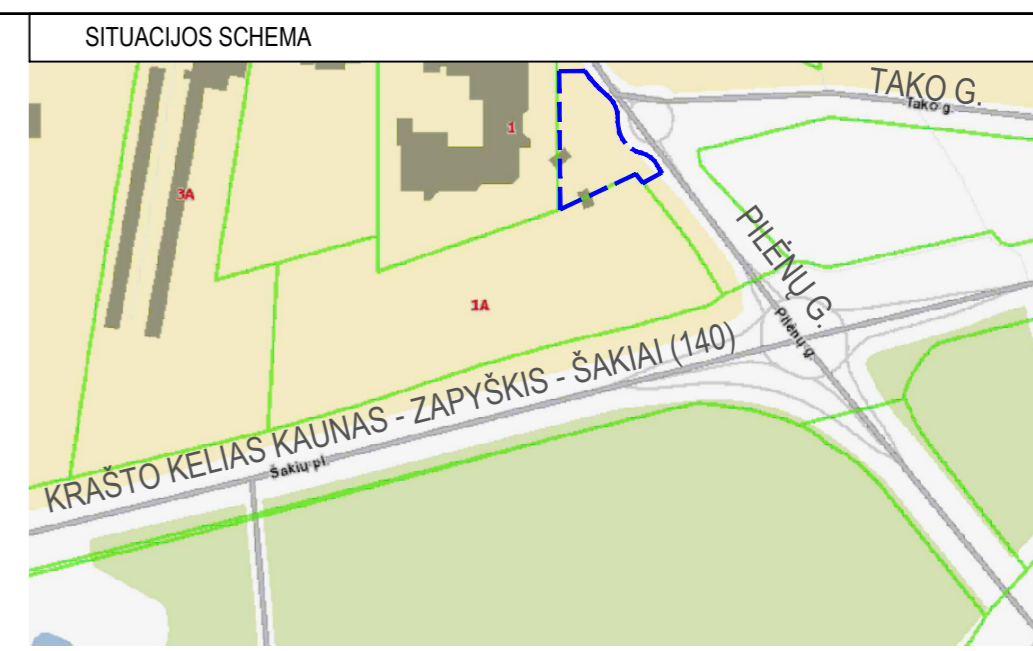 SITUACIJOS SCHEMA
TAKO G.
Tako g.
1
3A
PILĖNŲ G.
Pilėnų g.
1A
KRAŠTO KELIAS KAUNAS - ZAPYŠKIS - ŠAKIAI (140)
Šakių pl.